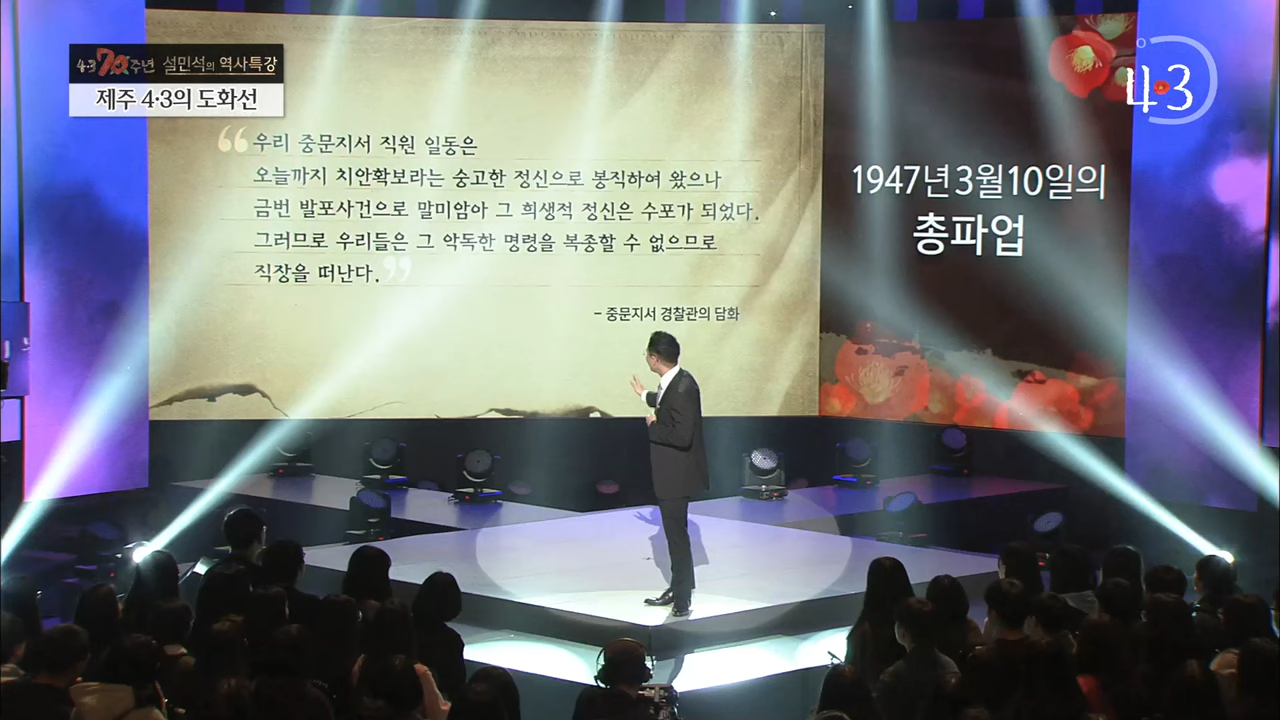 4·3 70주년 설민석의 역사특강
제주 4·3의 도화선
4·3
“우리 중문지서 직원 일동은
오늘까지 치안확보라는 숭고한 정신으로 봉직하여 왔으나
금번 발포사건으로 말미암아 그 희생적 정신은 수포가 되었다.
그러므로 우리들은 그 악독한 명령을 복종할 수 없으므로
직장을 떠난다.”
- 중문지서 경찰관의 담화
1947년 3월 10일의
총파업